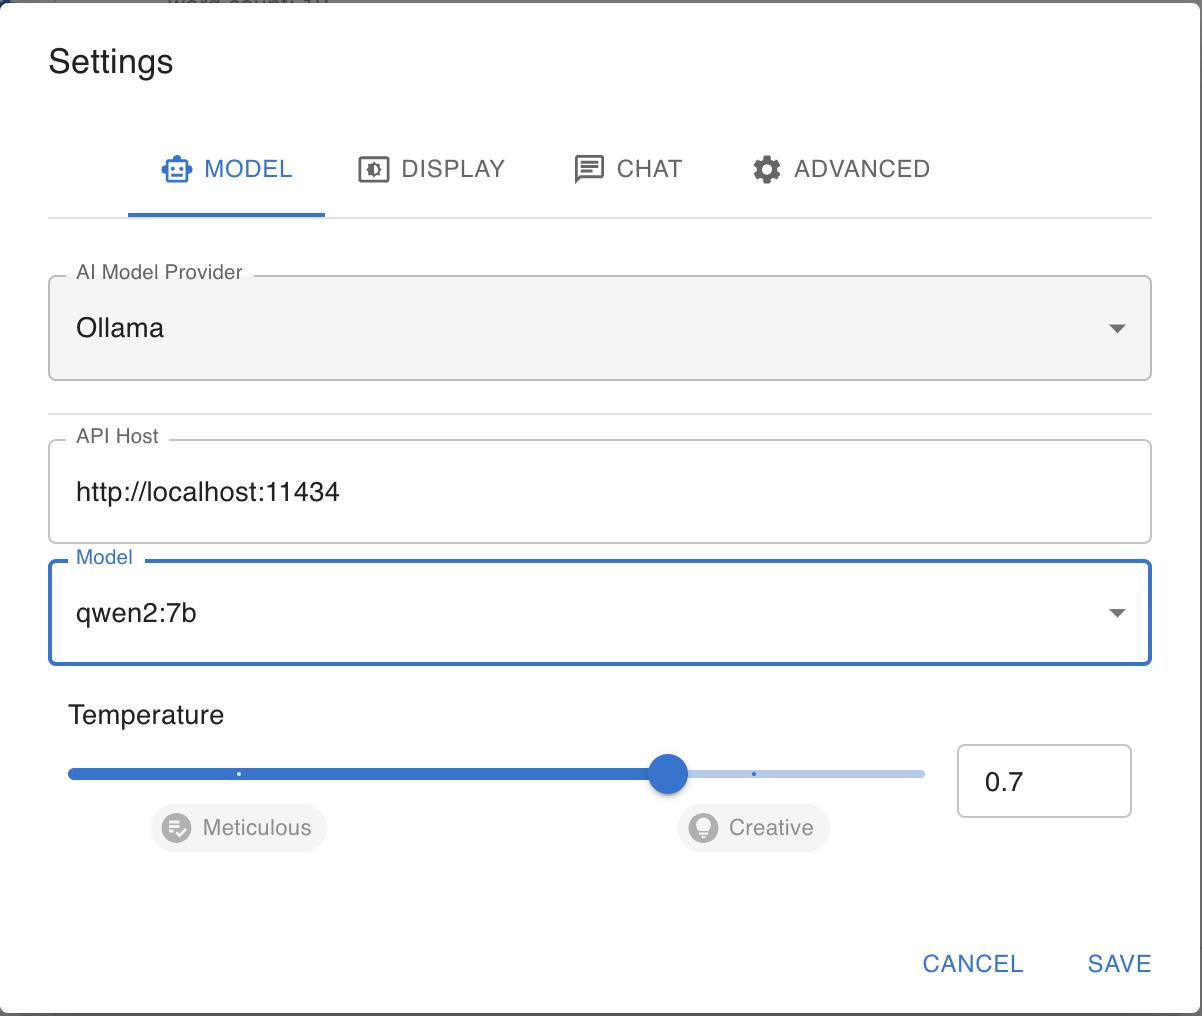 Settings
MODEL DISPLAY CHAT ADVANCED
AI Model Provider
Ollama
API Host
http://localhost:11434
Model
qwen2:7b
Temperature
0.7
Meticulous Creative
CANCEL SAVE